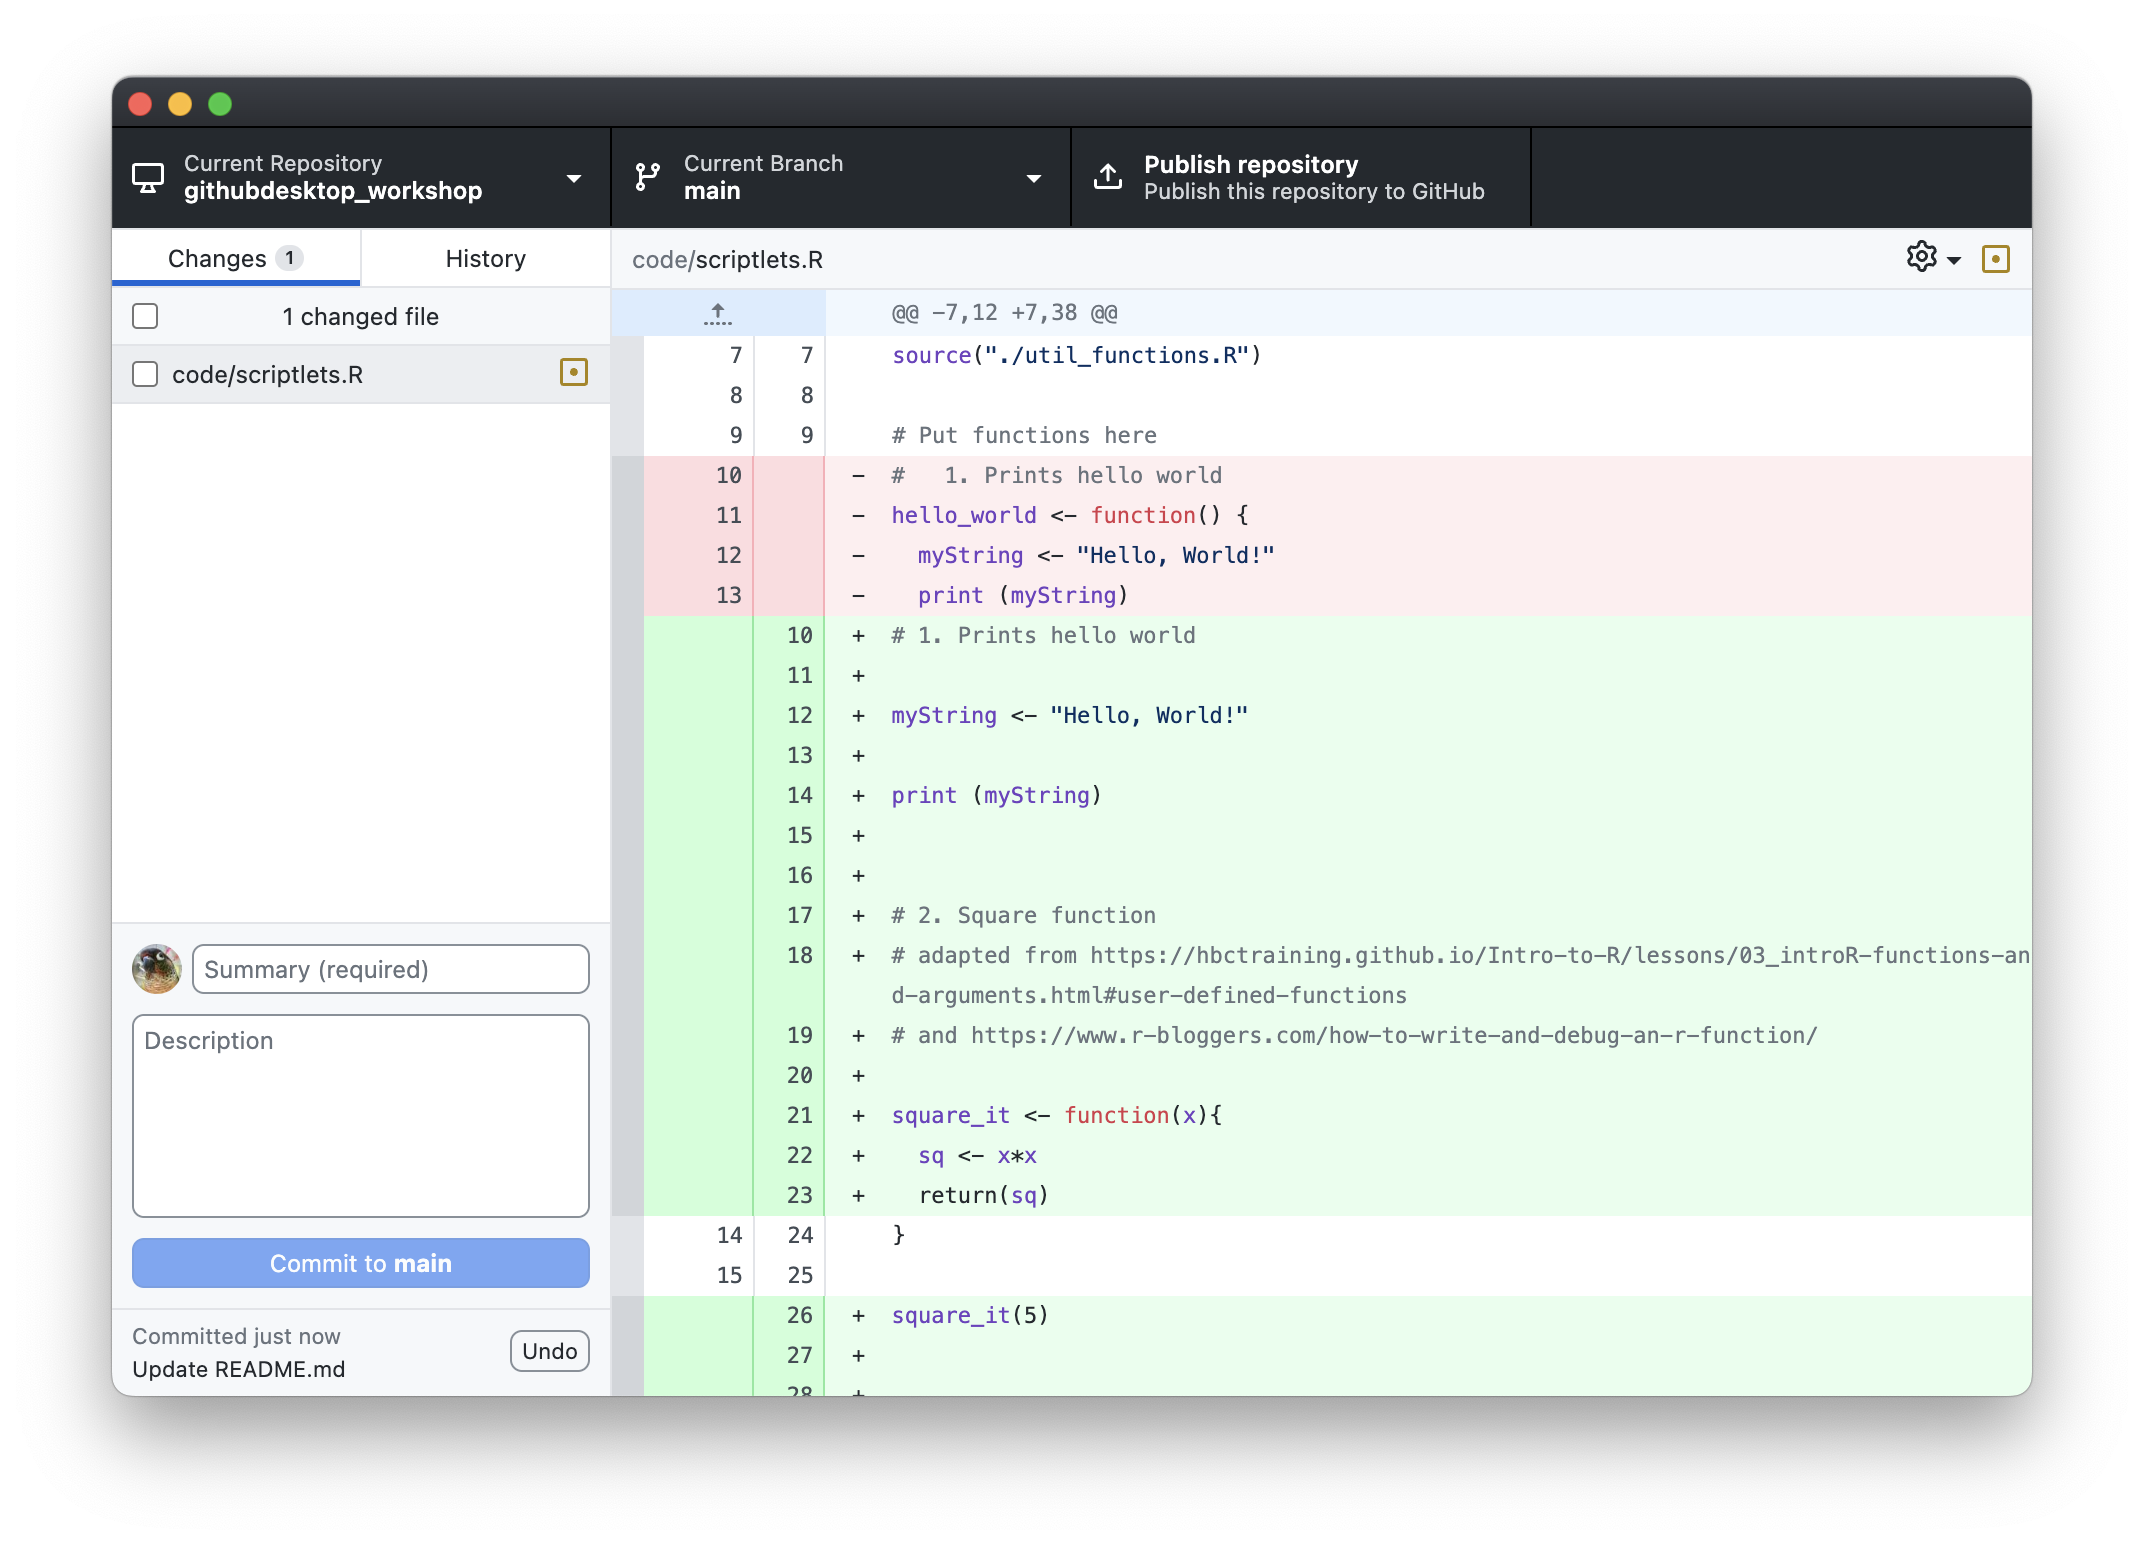 Current Repository
githubdesktop_workshop
Current Branch
main
Publish repository
Publish this repository to GitHub
Changes 1
History
1 changed file
code/scriptlets.R
Summary (required)
Description
Commit to main
Committed just now
Update README.md
Undo
code/scriptlets.R
@@ -7,12 +7,38 @@
7 7 source("./util_functions.R")
8 8
9 9 # Put functions here
10 - #   1. Prints hello world
11 - hello_world <- function() {
12 -   myString <- "Hello, World!"
13 -   print (myString)
10 + # 1. Prints hello world
11 +
12 + myString <- "Hello, World!"
13 +
14 + print (myString)
15 +
16 +
17 + # 2. Square function
18 + # adapted from https://hbctraining.github.io/Intro-to-R/lessons/03_introR-functions-an
d-arguments.html#user-defined-functions
19 + # and https://www.r-bloggers.com/how-to-write-and-debug-an-r-function/
20 +
21 + square_it <- function(x){
22 +   sq <- x*x
23 +   return(sq)
14 24 }
15 25
26 + square_it(5)
27 +
28 +